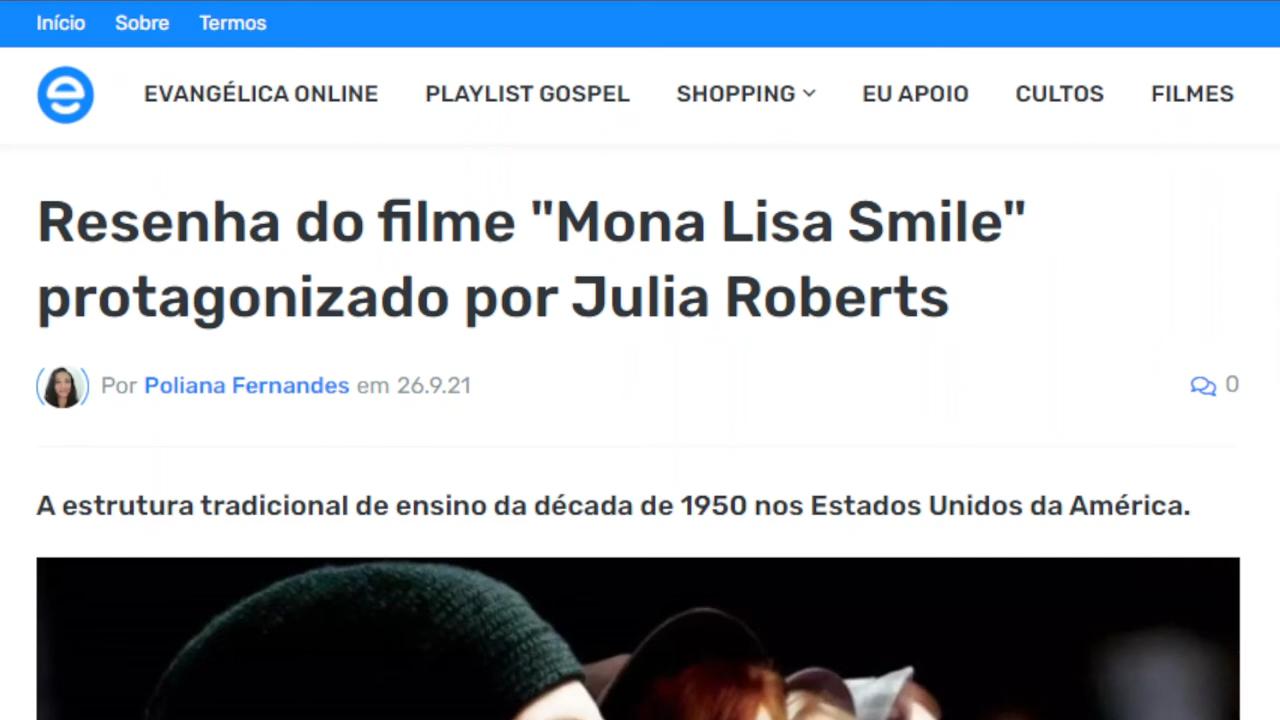 Início Sobre Termos
e EVANGÉLICA ONLINE PLAYLIST GOSPEL SHOPPING EU APOIO CULTOS FILMES
Resenha do filme "Mona Lisa Smile"
protagonizado por Julia Roberts
Por Poliana Fernandes em 26.9.21 0
A estrutura tradicional de ensino da década de 1950 nos Estados Unidos da América.